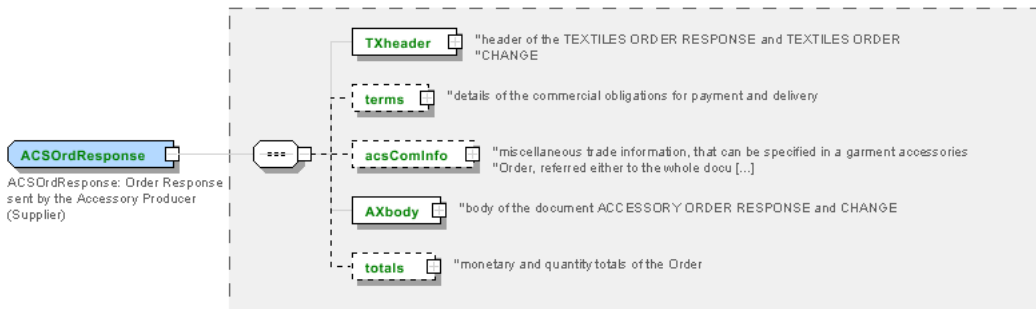 TXheader
"header of the TEXTILES ORDER RESPONSE and TEXTILES ORDER
"CHANGE
terms
"details of the commercial obligations for payment and delivery
ACSOrdResponse
acsComInfo
"miscellaneous trade information, that can be specified in a garment accessories
"Order, referred either to the whole docu [...]
ACSOrdResponse: Order Response
sent by the Accessory Producer
(Supplier)
AXbody
"body of the document ACCESSORY ORDER RESPONSE and CHANGE
totals
"monetary and quantity totals of the Order